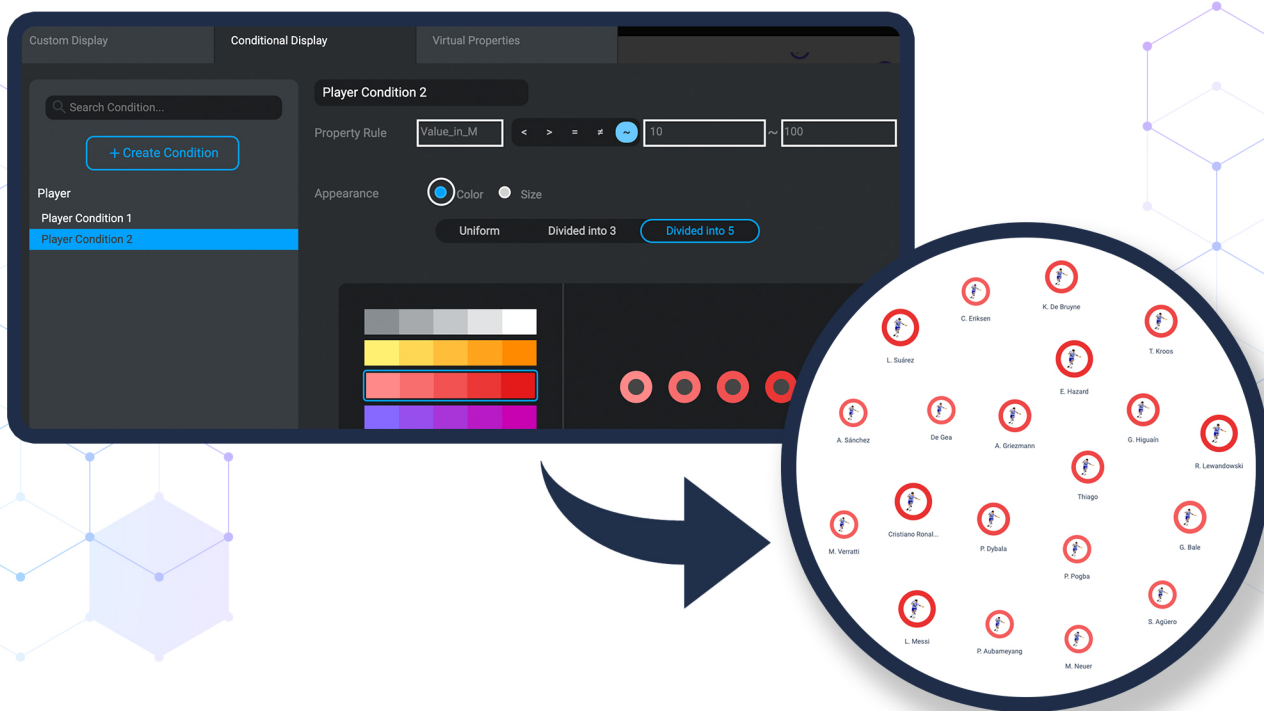 Custom Display
Conditional Display
Virtual Properties
Search Condition...
+ Create Condition
Player
Player Condition 1
Player Condition 2
Player Condition 2
Property Rule
Value_in_M
< > = ≠ ~
10
~
100
Appearance
Color
Size
Uniform
Divided into 3
Divided into 5
K. De Bruyne
C. Eriksen
T. Kroos
L. Suárez
E. Hazard
A. Sánchez
De Gea
A. Griezmann
G. Higuaín
R. Lewandowski
Thiago
Cristiano Ronal...
M. Verratti
P. Dybala
G. Bale
P. Pogba
S. Agüero
L. Messi
P. Aubameyang
M. Neuer